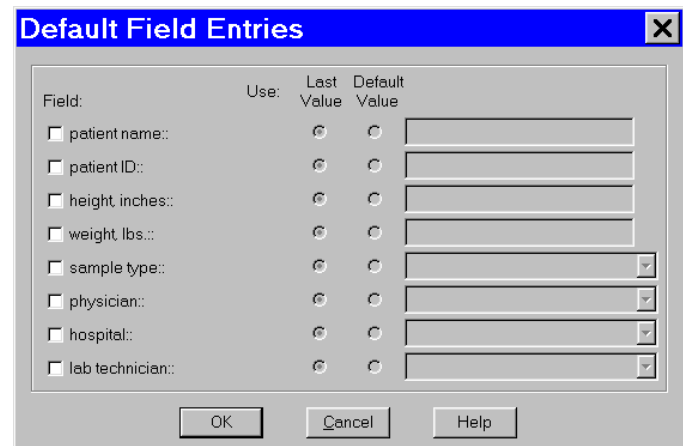 Default Field Entries
Field: Use: Last Value Default Value
patient name::
patient ID::
height, inches::
weight, lbs.::
sample type::
physician::
hospital::
lab technician::
OK Cancel Help